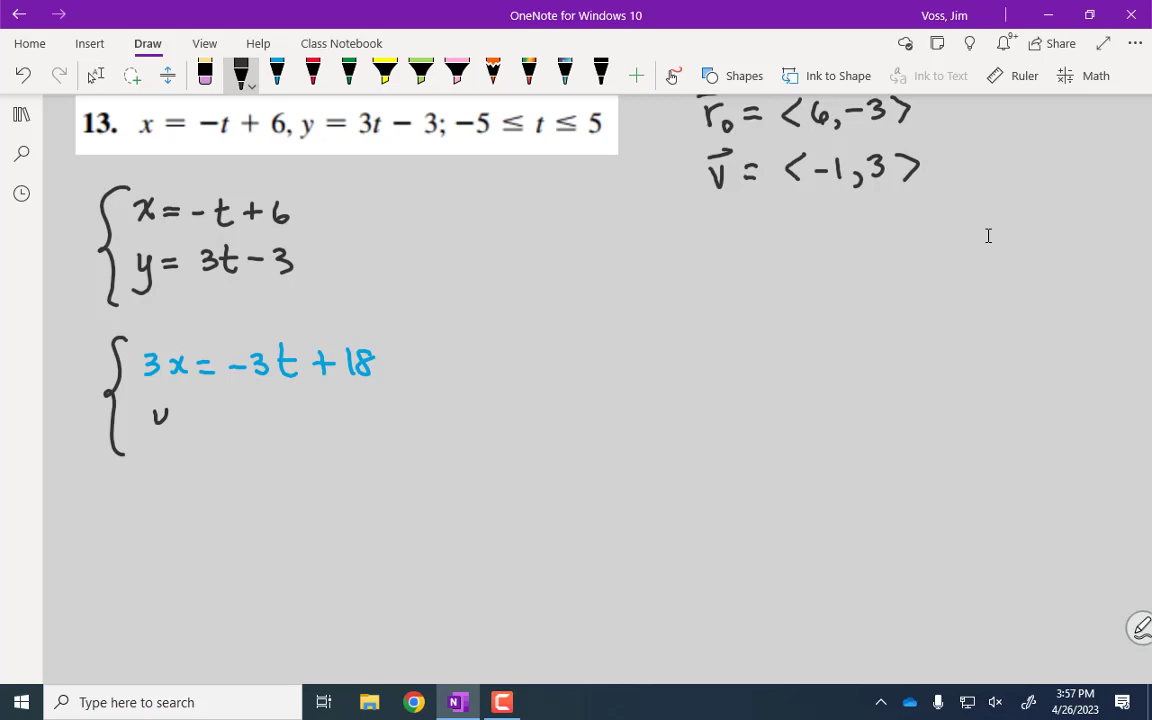 OneNote for Windows 10
Voss, Jim
Home Insert Draw View Help Class Notebook
Share
Shapes Ink to Shape Ink to Text Ruler Math
13. x = −t + 6, y = 3t − 3; −5 ≤ t ≤ 5
r⃗₀ = <6, -3>
v⃗ = <-1, 3>
x = -t + 6
y = 3t - 3
3x = -3t + 18
Type here to search
3:57 PM
4/26/2023